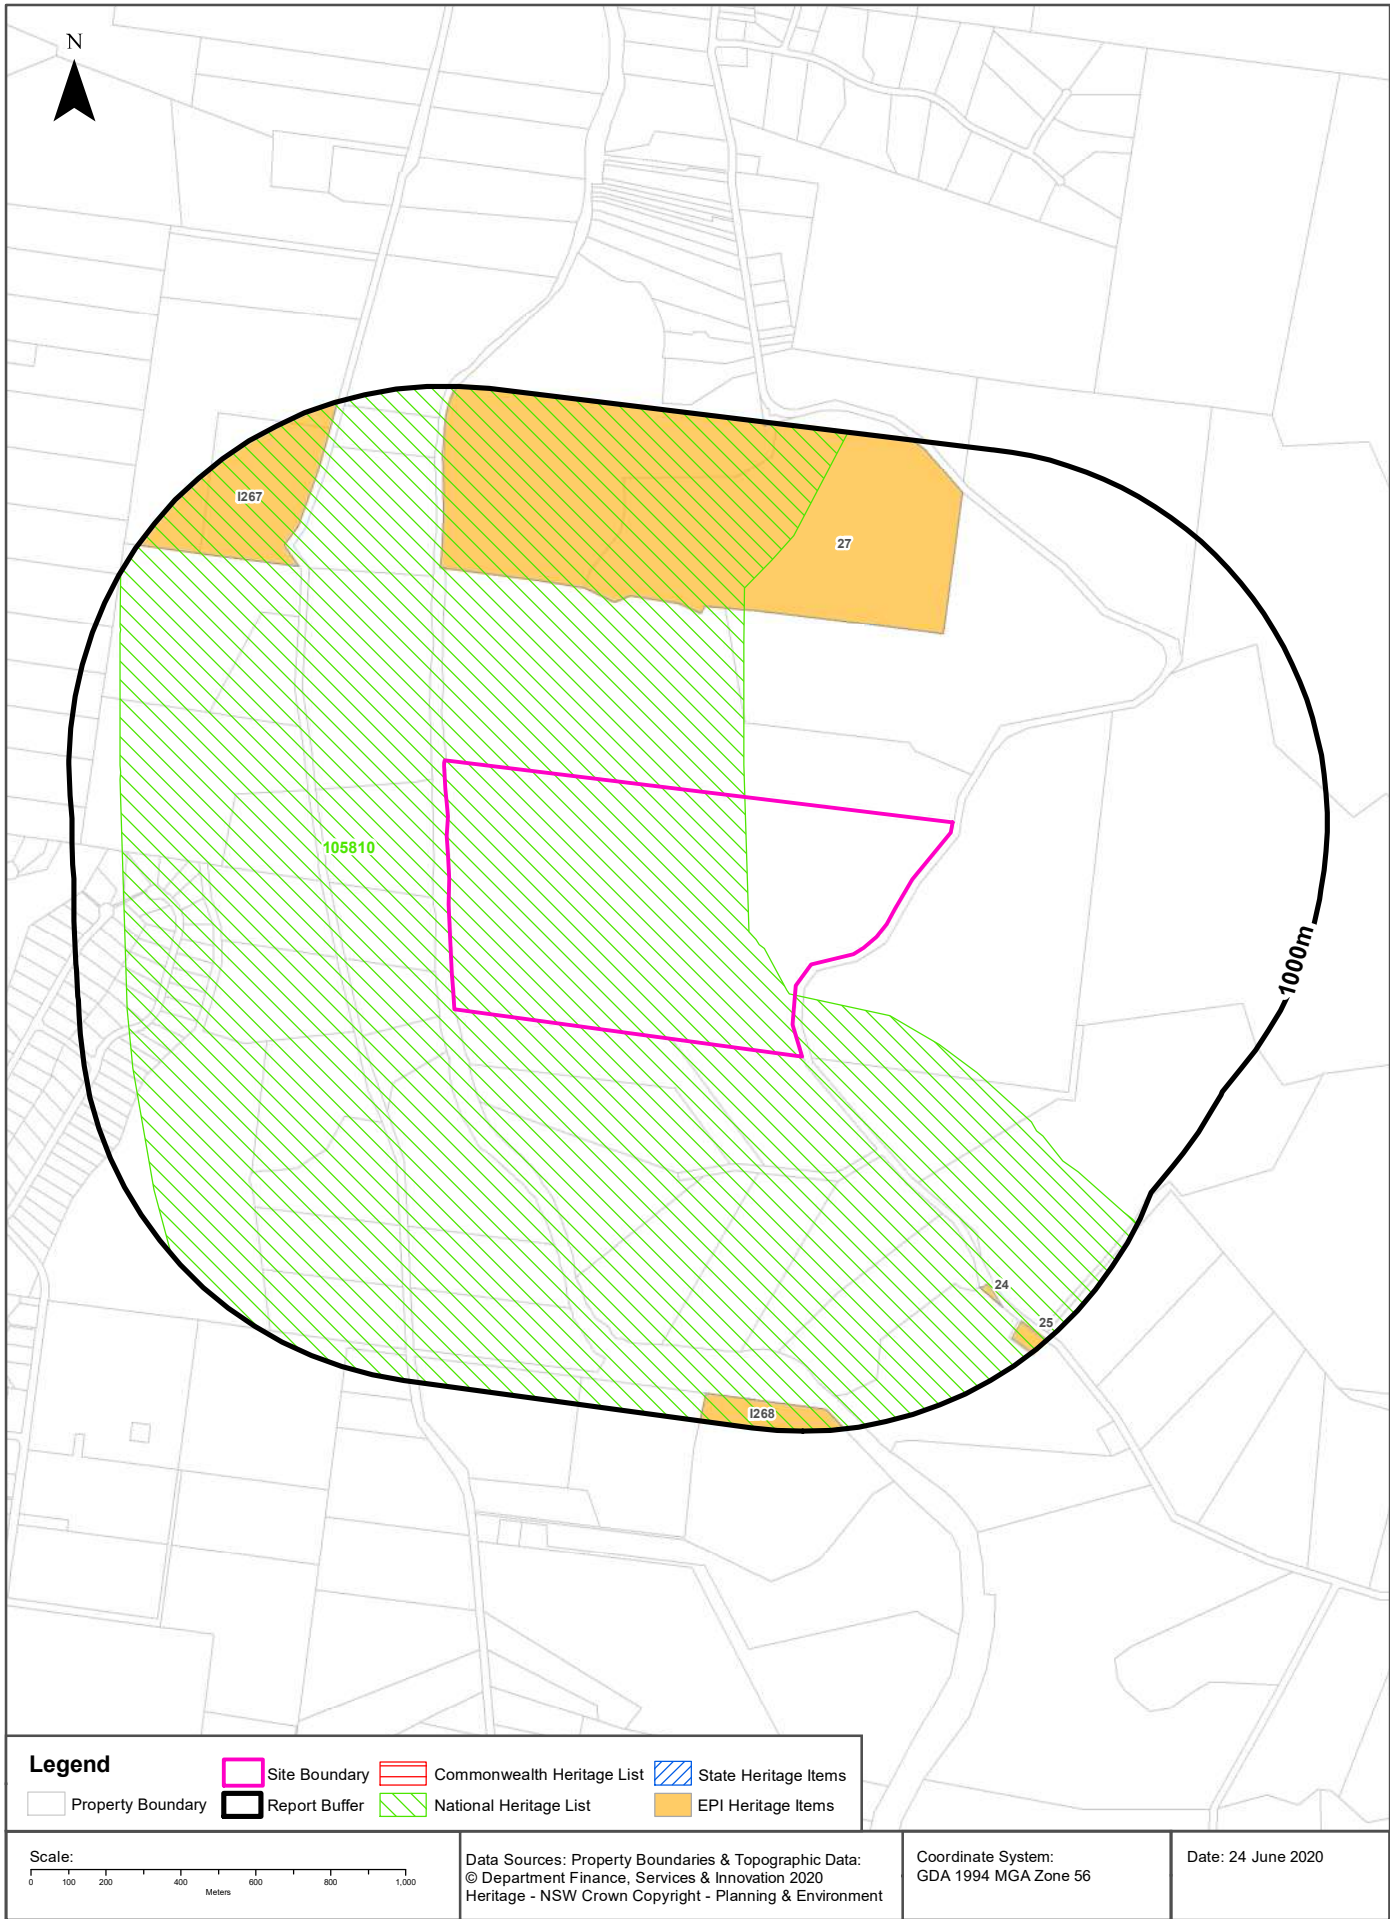 N
I267
27
105810
1000m
24
25
I268
Legend
Site Boundary
Commonwealth Heritage List
State Heritage Items
Property Boundary
Report Buffer
National Heritage List
EPI Heritage Items
Scale:
0 100 200 400 600 800 1,000
Meters
Data Sources: Property Boundaries & Topographic Data:
© Department Finance, Services & Innovation 2020
Heritage - NSW Crown Copyright - Planning & Environment
Coordinate System:
GDA 1994 MGA Zone 56
Date: 24 June 2020